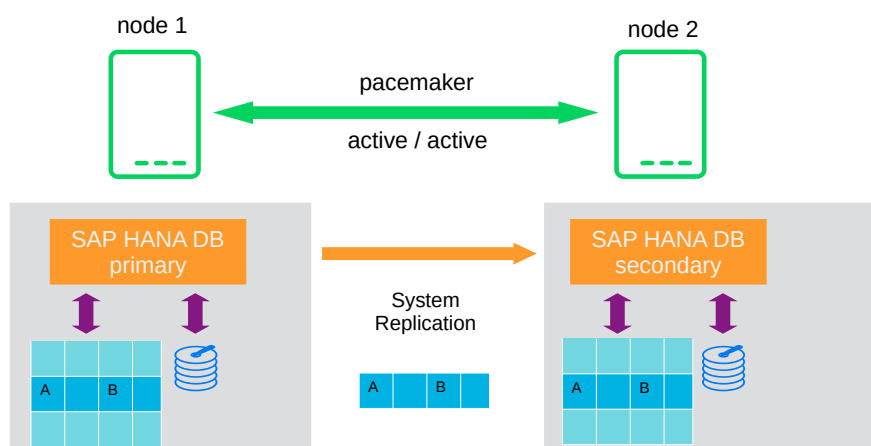 node 1
node 2
pacemaker
active / active
SAP HANA DB
primary
SAP HANA DB
secondary
System
Replication
A B
A B
A B